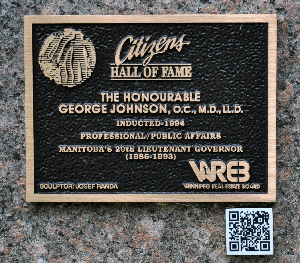 Citizens
HALL OF FAME
THE HONOURABLE
GEORGE JOHNSON, O.C., M.D., LL.D.
INDUCTED-1994
PROFESSIONAL/PUBLIC AFFAIRS
MANITOBA'S 20th LIEUTENANT GOVERNOR
(1986-1993)
WREB
SCULPTOR: JOSEF RANDA
WINNIPEG REAL ESTATE BOARD